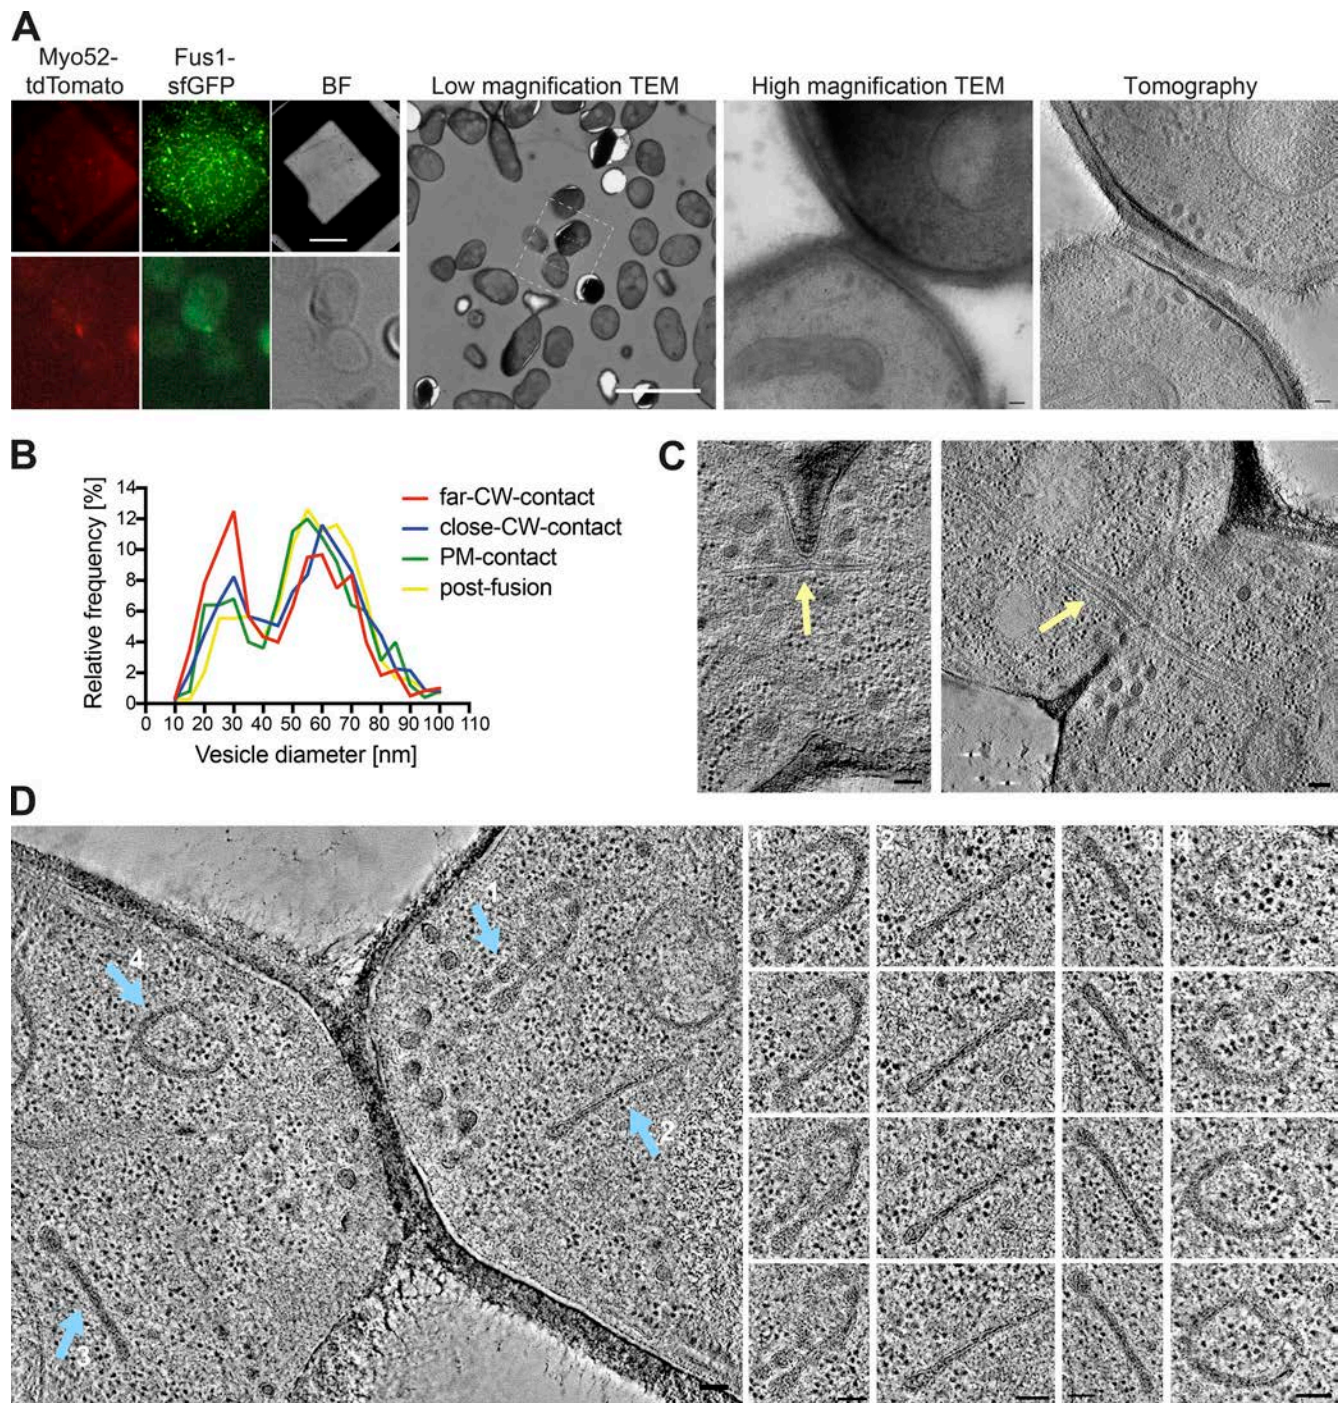 A
Myo52-
tdTomato
Fus1-
sfGFP
BF
Low magnification TEM
High magnification TEM
Tomography
B
Relative frequency [%]
14
12
10
8
6
4
2
0
0 10 20 30 40 50 60 70 80 90 100 110
Vesicle diameter [nm]
far-CW-contact
close-CW-contact
PM-contact
post-fusion
C
D
1
2
3
4
1
2
3
4